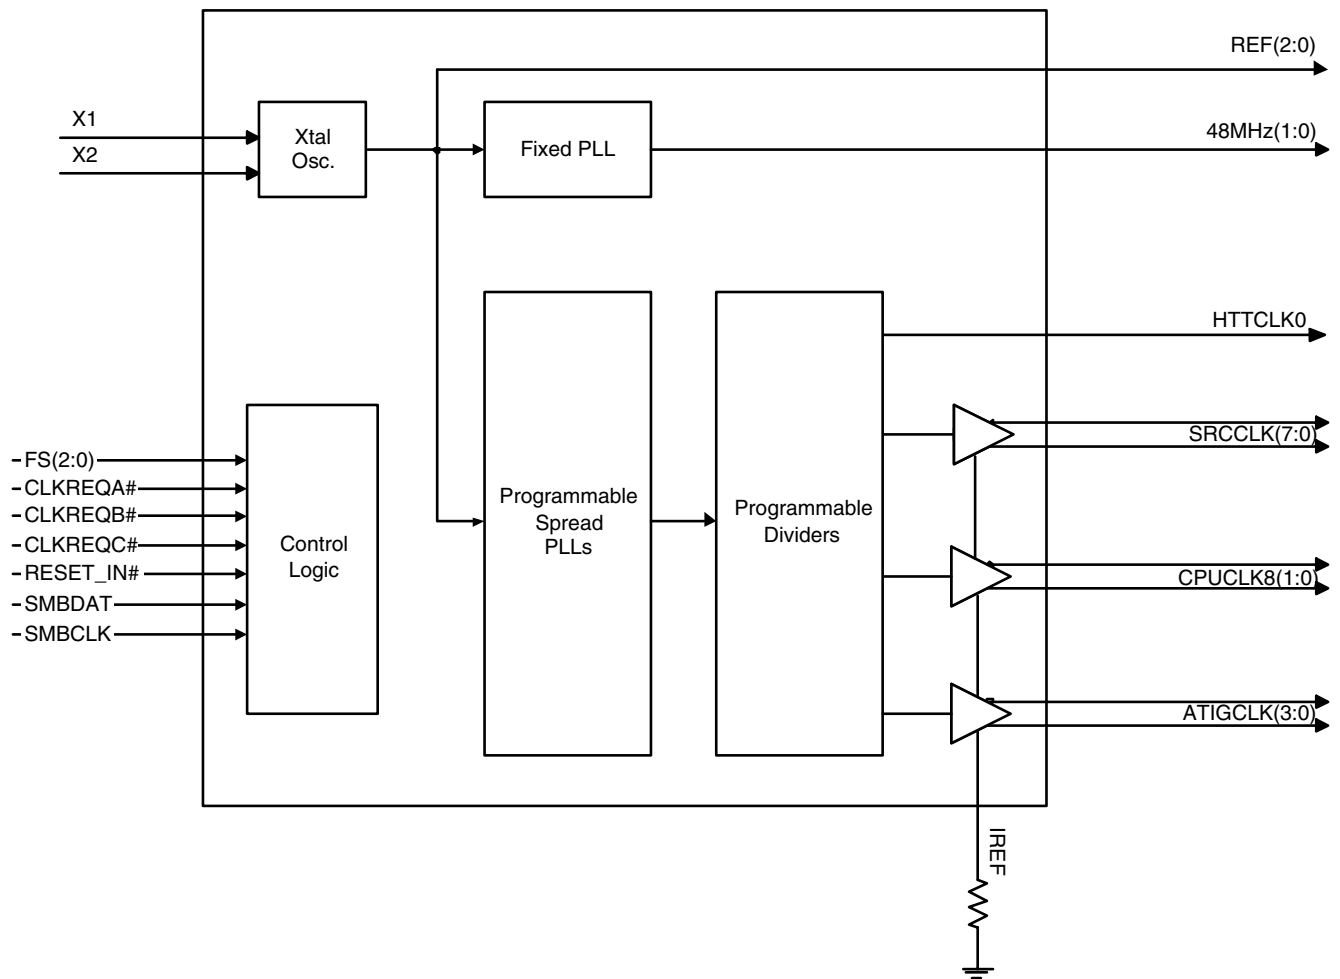 REF(2:0)
X1
X2
Xtal
Osc.
Fixed PLL
48MHz(1:0)
HTTCLK0
SRCCLK(7:0)
FS(2:0)
CLKREQA#
CLKREQB#
CLKREQC#
RESET_IN#
SMBDAT
SMBCLK
Control
Logic
Programmable
Spread
PLLs
Programmable
Dividers
CPUCLK8(1:0)
ATIGCLK(3:0)
IREF